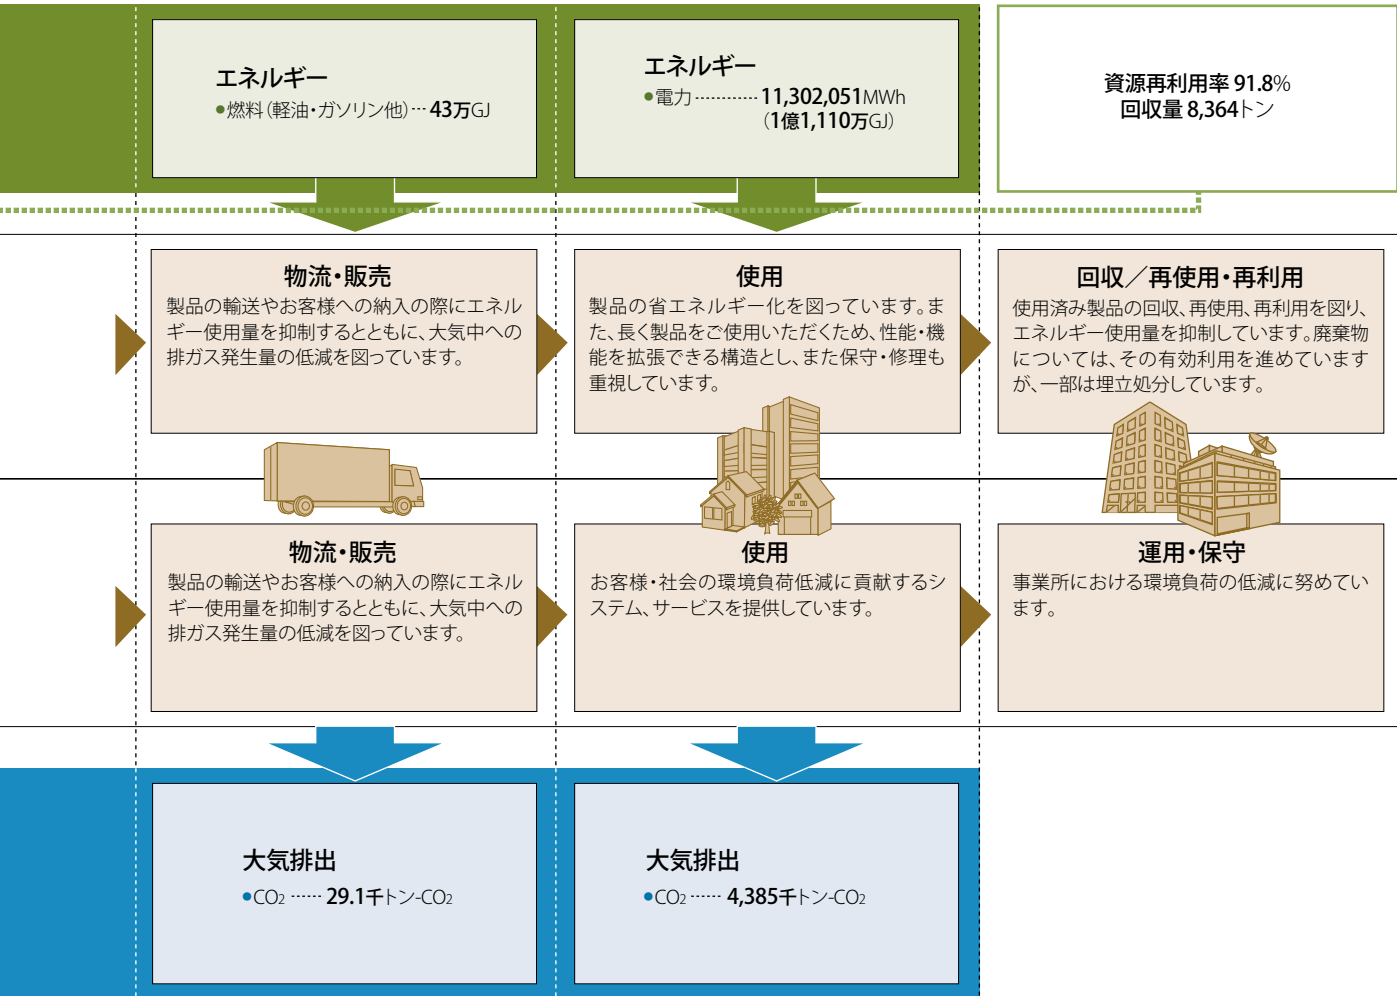 エネルギー
●燃料（軽油・ガソリン他）… 43万GJ
エネルギー
●電力 ………… 11,302,051MWh
（1億1,110万GJ）
資源再利用率 91.8%
回収量 8,364トン
物流・販売
製品の輸送やお客様への納入の際にエネル
ギー使用量を抑制するとともに、大気中への
排ガス発生量の低減を図っています。
使用
製品の省エネルギー化を図っています。ま
た、長く製品をご使用いただくため、性能・機
能を拡張できる構造とし、また保守・修理も
重視しています。
回収／再使用・再利用
使用済み製品の回収、再使用、再利用を図り、
エネルギー使用量を抑制しています。廃棄物
については、その有効利用を進めています
が、一部は埋立処分しています。
物流・販売
製品の輸送やお客様への納入の際にエネル
ギー使用量を抑制するとともに、大気中への
排ガス発生量の低減を図っています。
使用
お客様・社会の環境負荷低減に貢献するシ
ステム、サービスを提供しています。
運用・保守
事業所における環境負荷の低減に努めてい
ます。
大気排出
●CO₂ …… 29.1千トン-CO₂
大気排出
●CO₂ …… 4,385千トン-CO₂